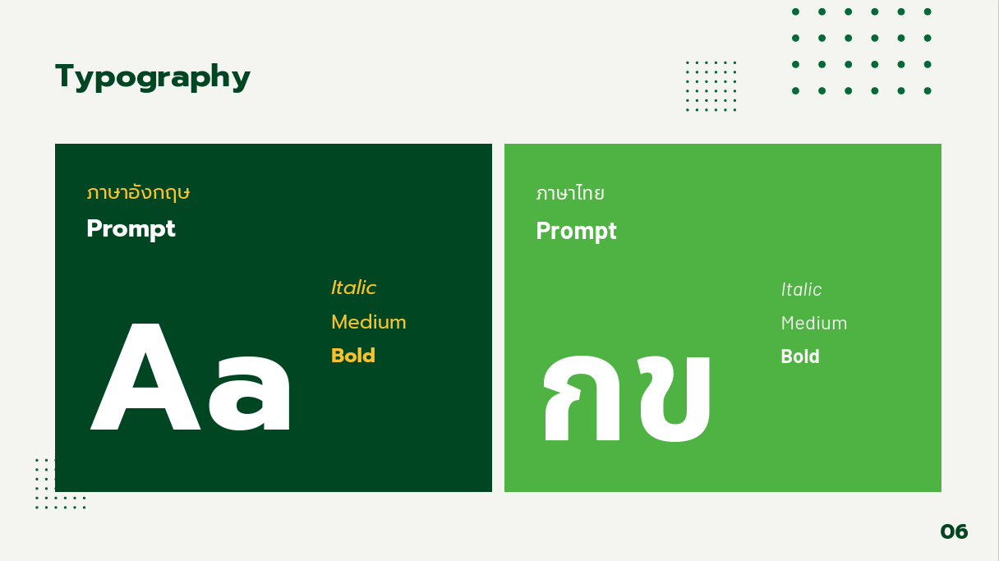 Typography
ภาษาอังกฤษ
Prompt
Italic
Medium
Bold
Aa
ภาษาไทย
Prompt
Italic
Medium
Bold
กข
06